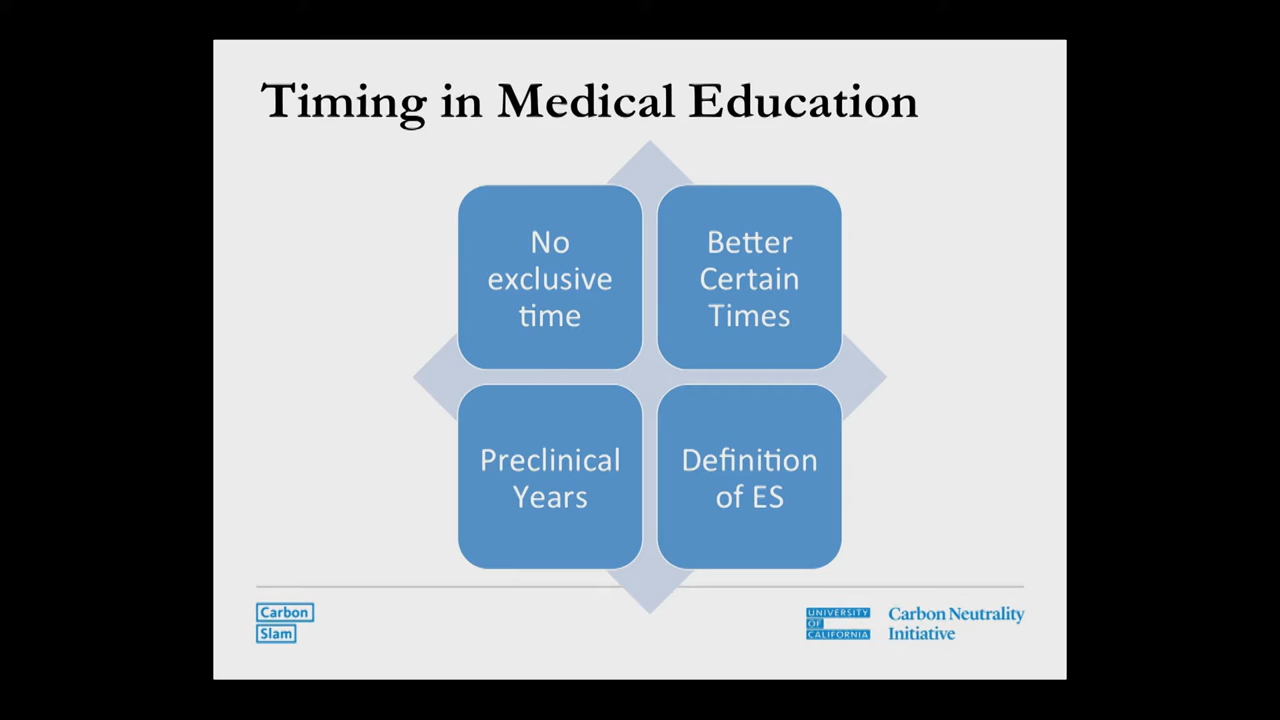 Timing in Medical Education
No
exclusive
time
Better
Certain
Times
Preclinical
Years
Definition
of ES
Carbon
Slam
UNIVERSITY
OF
CALIFORNIA
Carbon Neutrality
Initiative